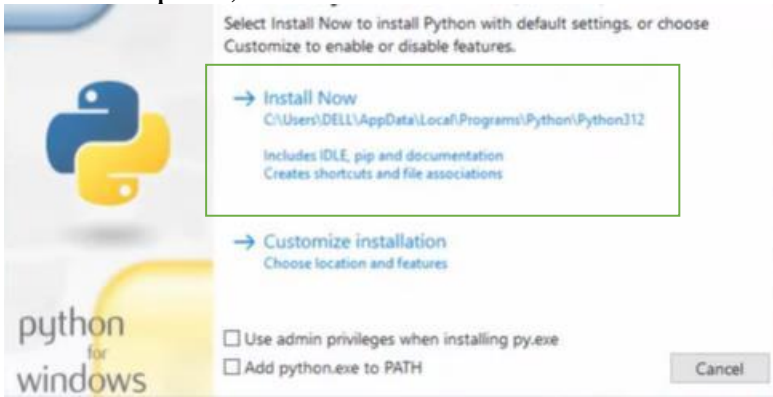 Select Install Now to install Python with default settings, or choose
Customize to enable or disable features.
→ Install Now
C:\Users\DELL\AppData\Local\Programs\Python\Python312
Includes IDLE, pip and documentation
Creates shortcuts and file associations
→ Customize installation
Choose location and features
Use admin privileges when installing py.exe
Add python.exe to PATH
Cancel
python
for
windows